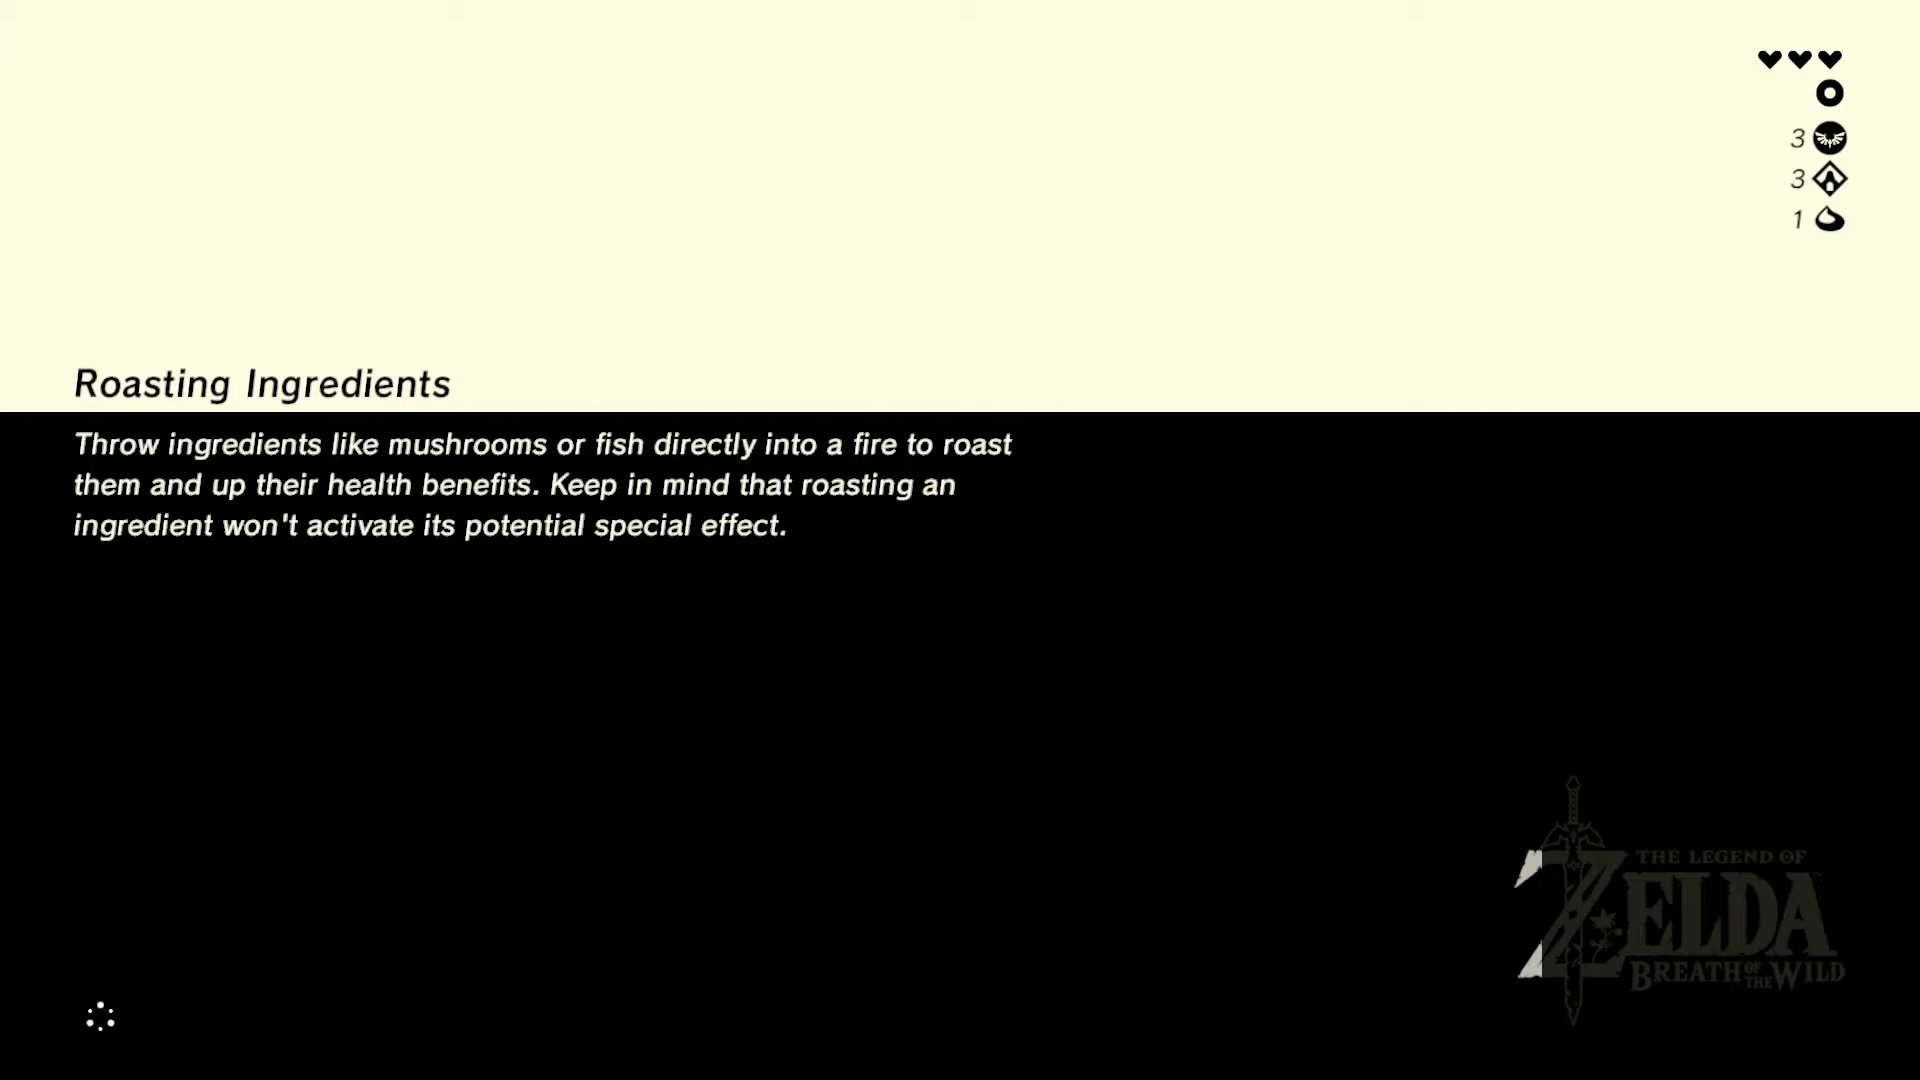 3
3
1
Roasting Ingredients
Throw ingredients like mushrooms or fish directly into a fire to roast
them and up their health benefits. Keep in mind that roasting an
ingredient won't activate its potential special effect.
THE LEGEND OF
ZELDA
BREATH OF THE WILD